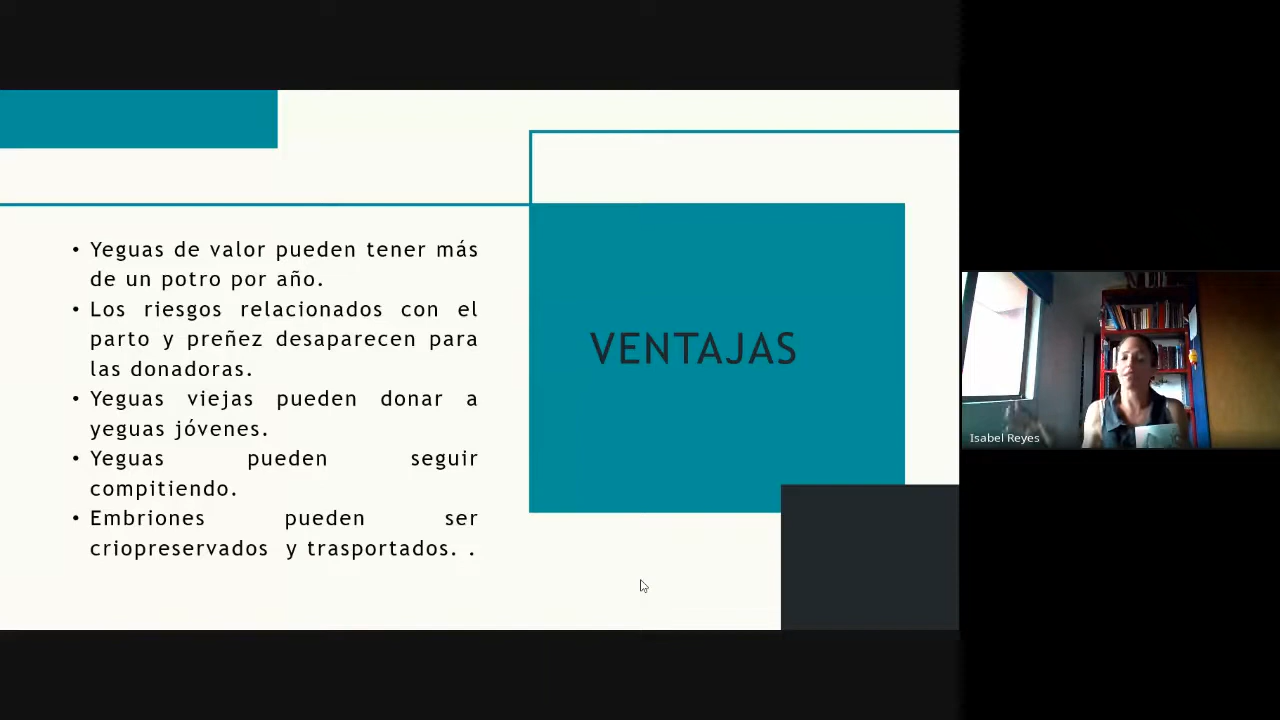 • Yeguas de valor pueden tener más
de un potro por año.
• Los riesgos relacionados con el
parto y preñez desaparecen para
las donadoras.
• Yeguas viejas pueden donar a
yeguas jóvenes.
• Yeguas pueden seguir
compitiendo.
• Embriones pueden ser
criopreservados y trasportados. .
VENTAJAS
Isabel Reyes